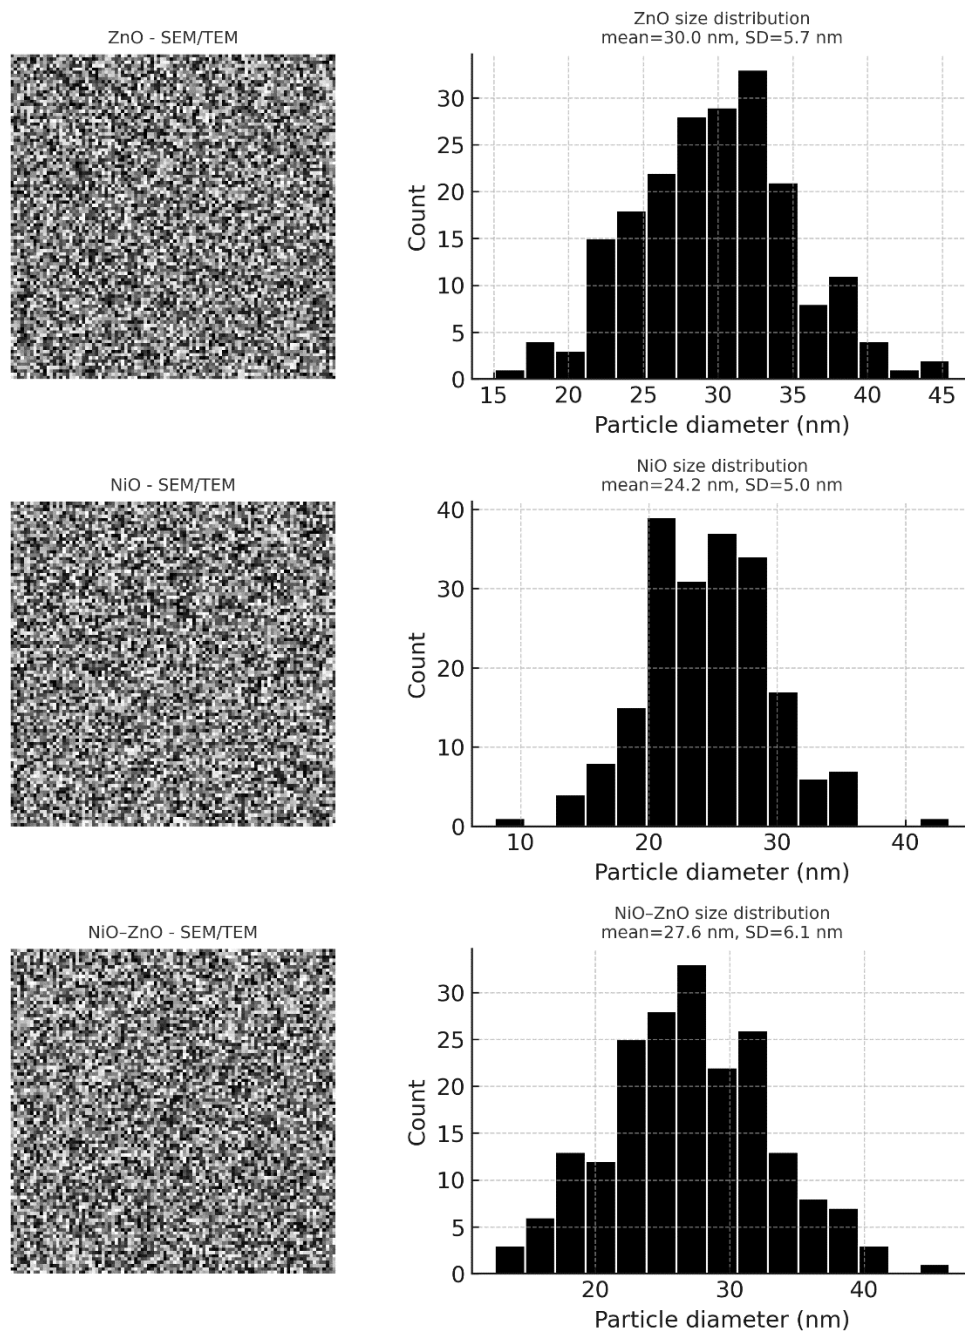 ZnO - SEM/TEM
ZnO size distribution
mean=30.0 nm, SD=5.7 nm
Count
30
25
20
15
10
5
0
15 20 25 30 35 40 45
Particle diameter (nm)
NiO - SEM/TEM
NiO size distribution
mean=24.2 nm, SD=5.0 nm
Count
40
30
20
10
0
10 20 30 40
Particle diameter (nm)
NiO–ZnO - SEM/TEM
NiO–ZnO size distribution
mean=27.6 nm, SD=6.1 nm
Count
30
25
20
15
10
5
0
20 30 40
Particle diameter (nm)